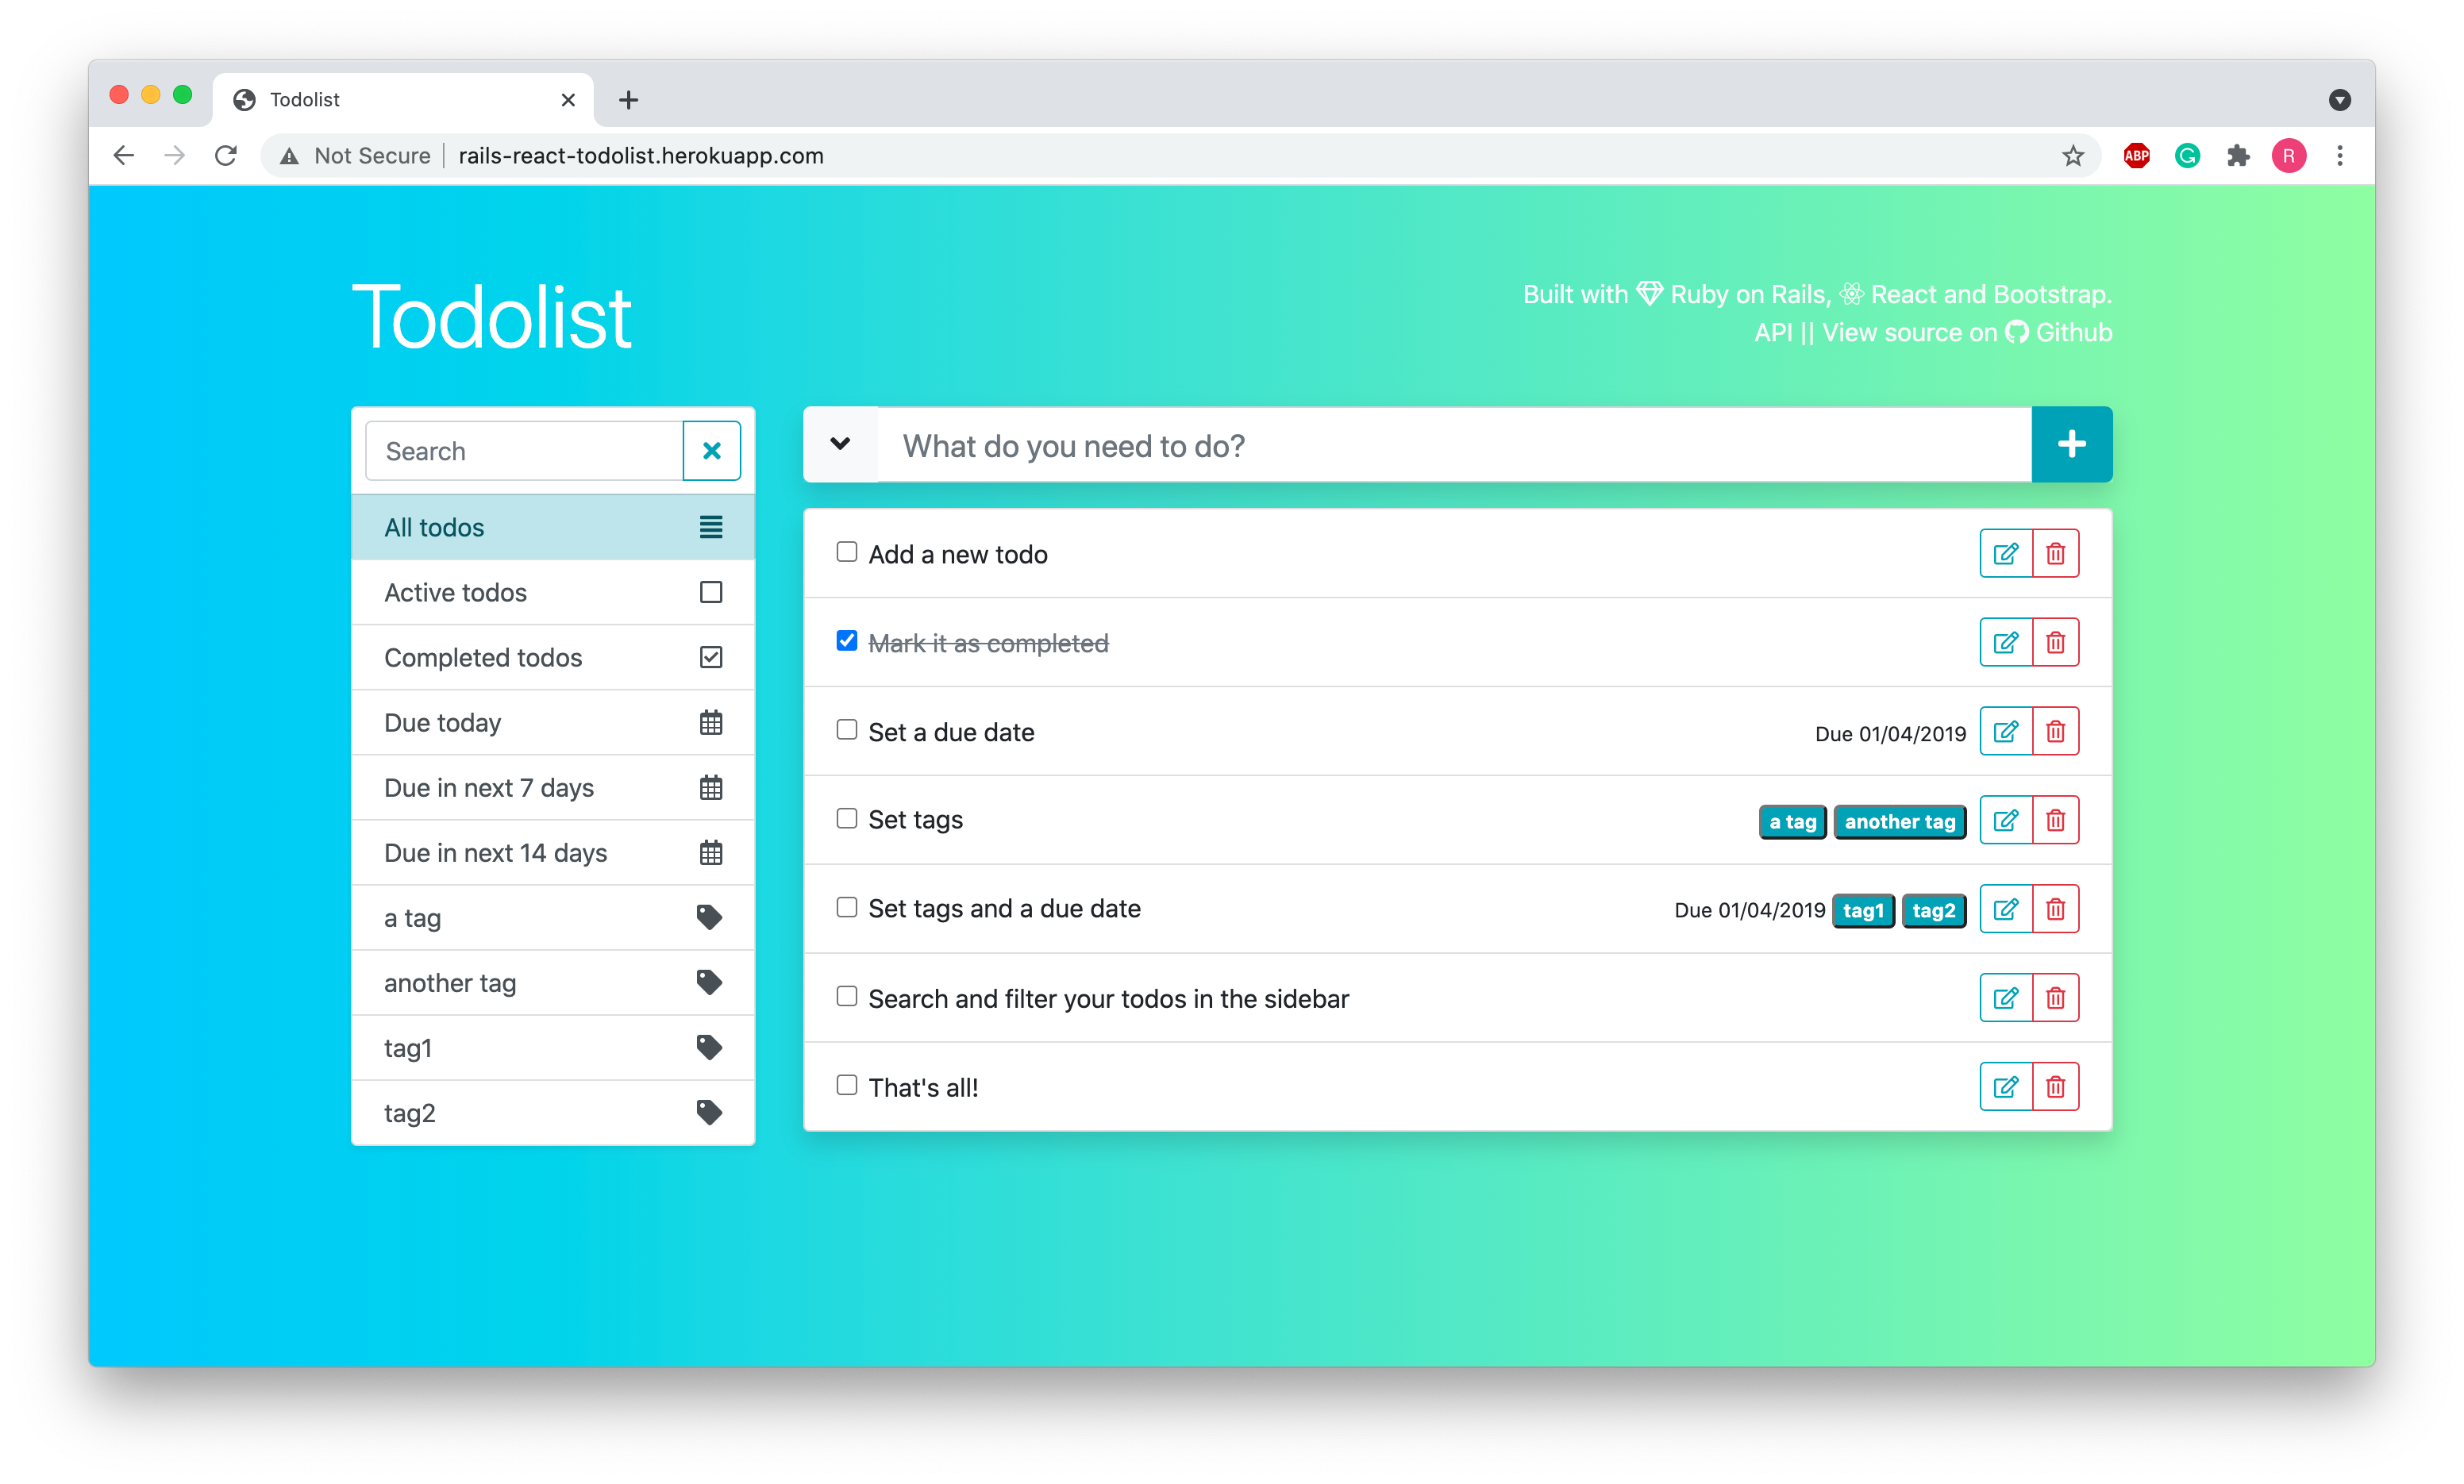 Todolist
Not Secure rails-react-todolist.herokuapp.com
ABP
G
R
Todolist
Built with Ruby on Rails, React and Bootstrap.
API || View source on Github
Search
All todos
Active todos
Completed todos
Due today
Due in next 7 days
Due in next 14 days
a tag
another tag
tag1
tag2
What do you need to do?
Add a new todo
Mark it as completed
Set a due date Due 01/04/2019
Set tags a tag another tag
Set tags and a due date Due 01/04/2019 tag1 tag2
Search and filter your todos in the sidebar
That's all!